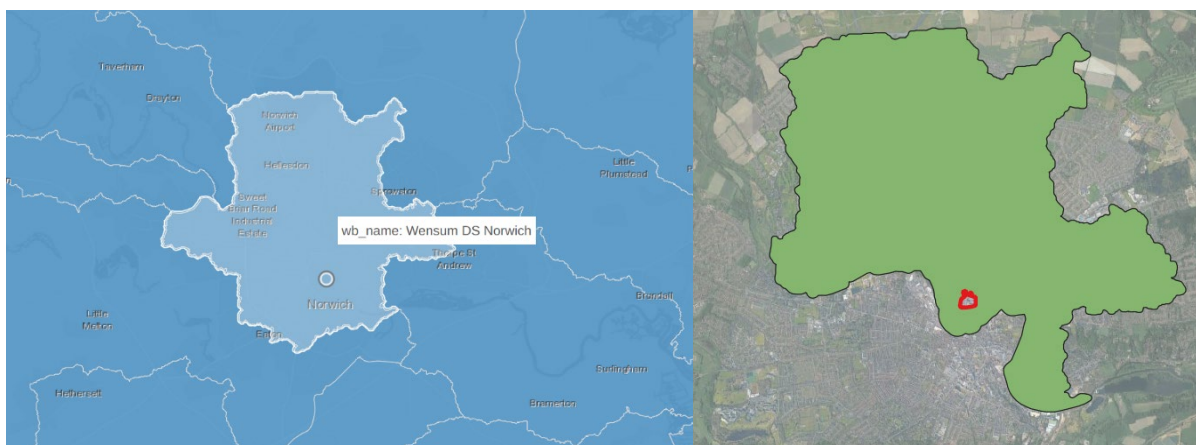 Taverham
Drayton
Norwich
Airport
Hellesdon
Sprowston
Little
Plumstead
Sweet
Briar Road
Industrial
Estate
wb_name: Wensum DS Norwich
Thorpe St
Andrew
Norwich
Brundall
Little
Melton
Eaton
Surlingham
Hethersett
Bramerton